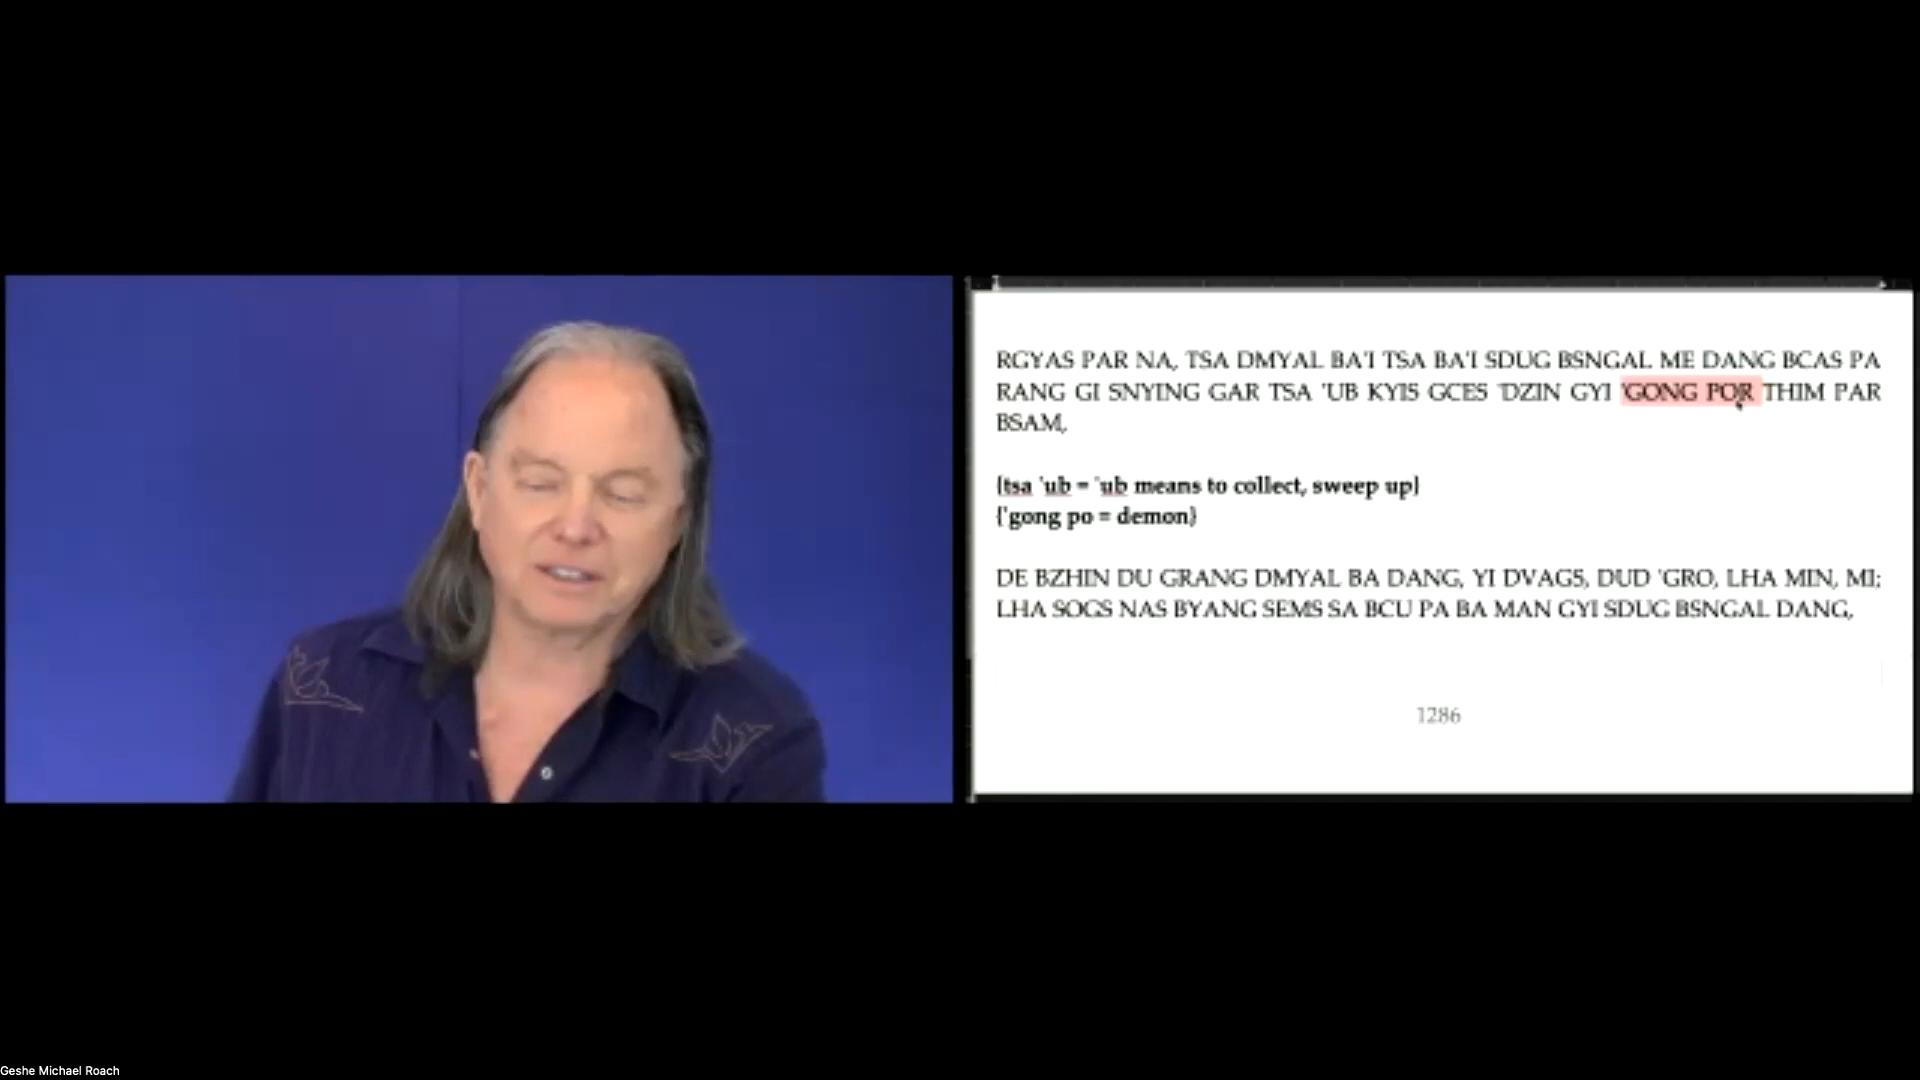 RGYAS PAR NA, TSA DMYAL BA'I TSA BA'I SDUG BSNGAL ME DANG BCAS PA
RANG GI SNYING GAR TSA 'UB KYIS GCES 'DZIN GYI 'GONG POR THIM PAR
BSAM,
{tsa 'ub = 'ub means to collect, sweep up}
{'gong po = demon}
DE BZHIN DU GRANG DMYAL BA DANG, YI DVAGS, DUD 'GRO, LHA MIN, MI;
LHA SOGS NAS BYANG SEMS SA BCU PA BA MAN GYI SDUG BSNGAL DANG,
1286
Geshe Michael Roach